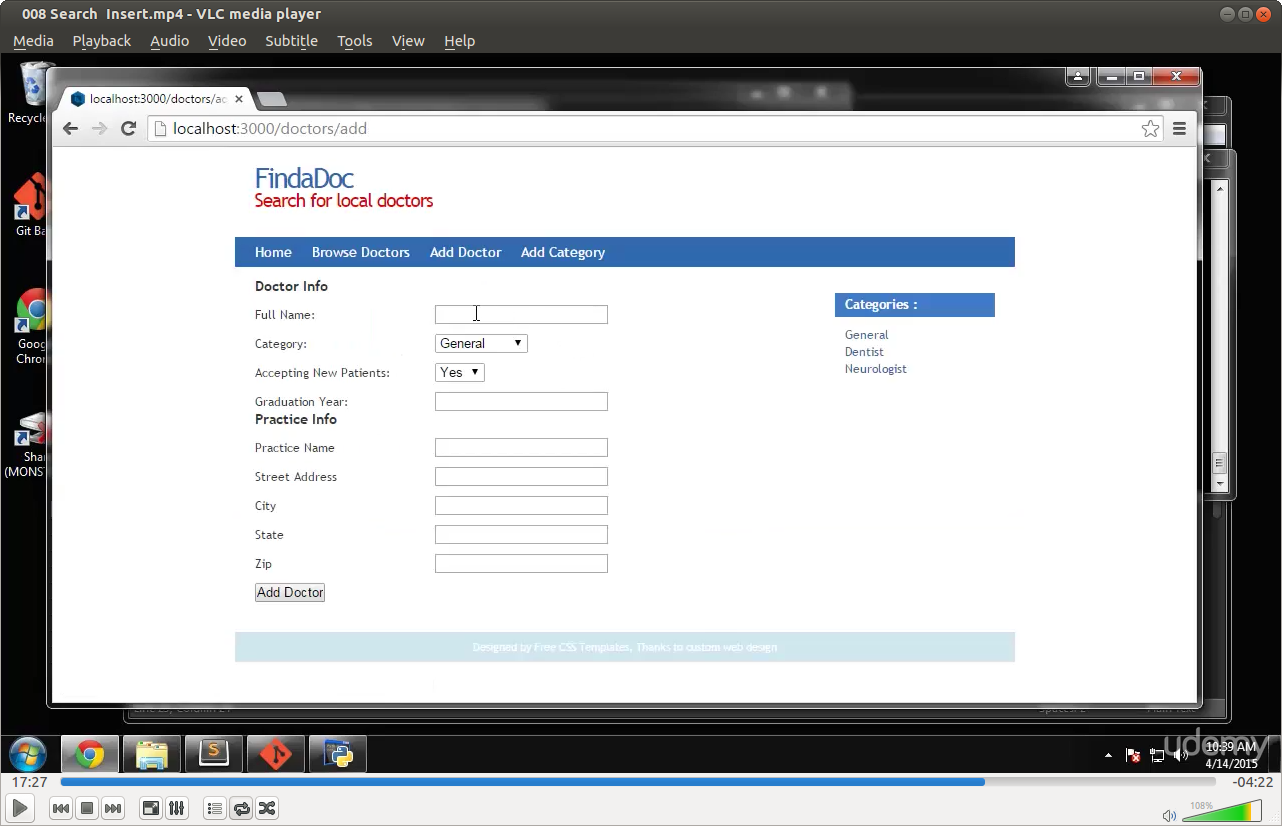 008 Search  Insert.mp4 - VLC media player
Media Playback Audio Video Subtitle Tools View Help
Recycle
localhost:3000/doctors/ac
localhost:3000/doctors/add
FindaDoc
Search for local doctors
Home Browse Doctors Add Doctor Add Category
Git Ba
Doctor Info
Full Name:
Category: General
Accepting New Patients: Yes
Graduation Year:
Categories :
General
Dentist
Neurologist
Goog
Chron
Practice Info
Practice Name
Street Address
City
State
Zip
Add Doctor
Sha
(MONST
Designed by Free CSS Templates, Thanks to custom web design
udemy
10:39 AM
4/14/2015
17:27 -04:22
108%